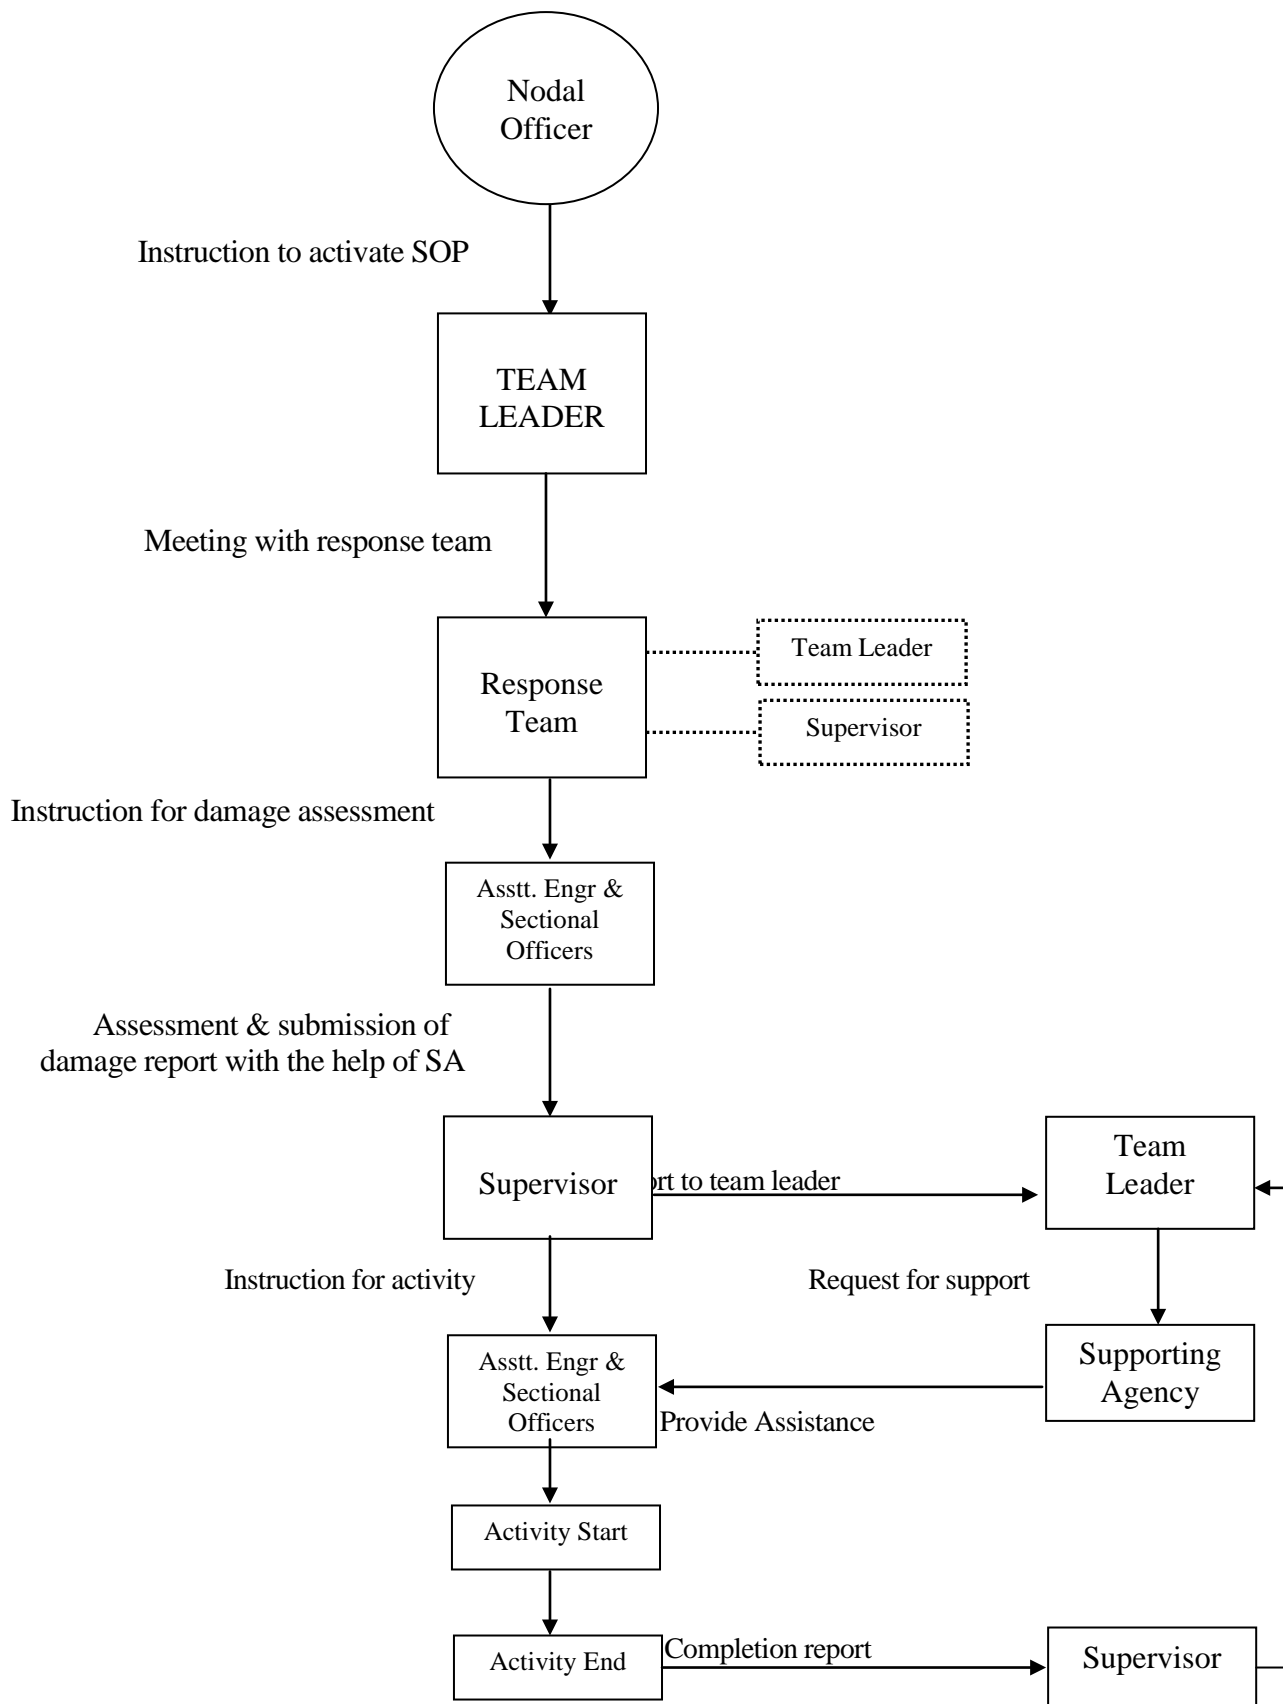 Nodal
Officer
Instruction to activate SOP
TEAM
LEADER
Meeting with response team
Response
Team
Team Leader
Supervisor
Instruction for damage assessment
Asstt. Engr &
Sectional
Officers
Assessment & submission of
damage report with the help of SA
Supervisor
to team leader
Team
Leader
Instruction for activity
Request for support
Asstt. Engr &
Sectional
Officers
Supporting
Agency
Provide Assistance
Activity Start
Activity End
Completion report
Supervisor